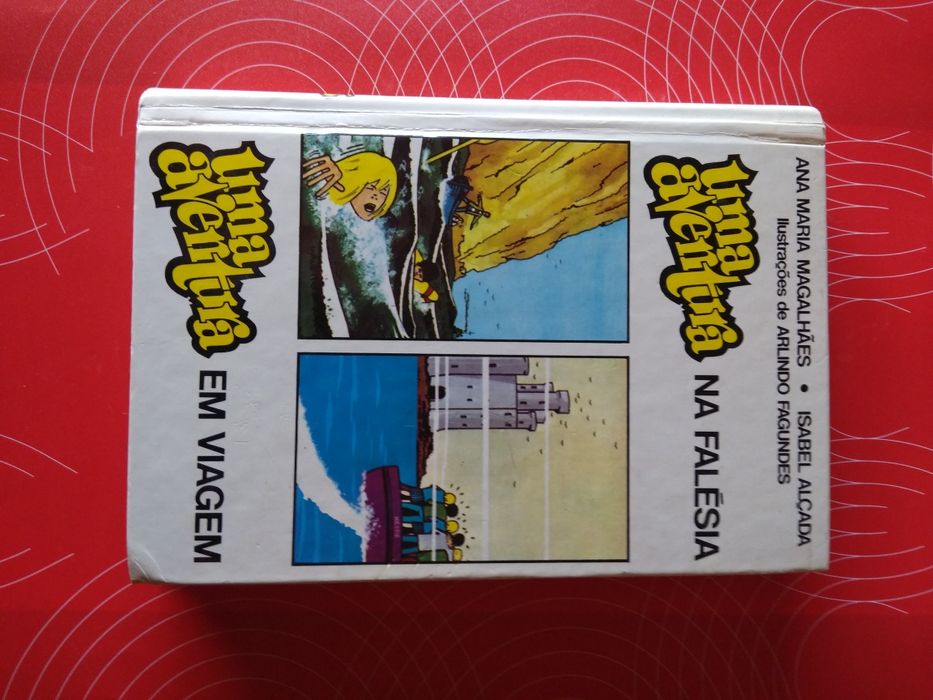 ANA MARIA MAGALHÃES • ISABEL ALÇADA
Ilustrações de ARLINDO FAGUNDES
uma
aventura NA FALÉSIA
uma
aventura EM VIAGEM